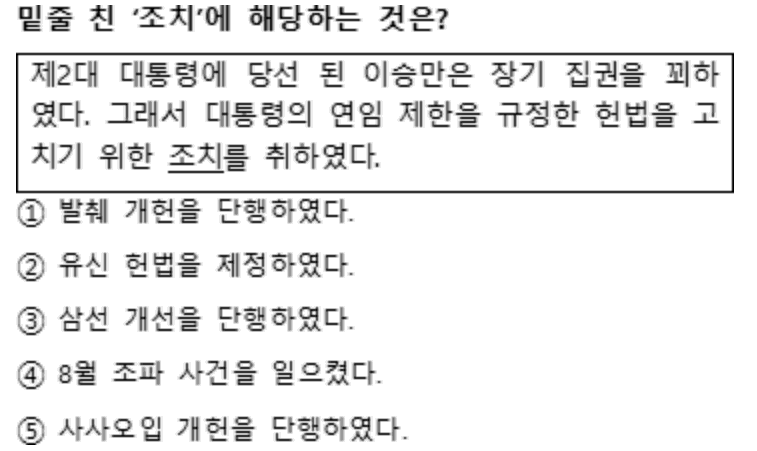 밑줄 친 '조치'에 해당하는 것은?
제2대 대통령에 당선 된 이승만은 장기 집권을 꾀하
였다. 그래서 대통령의 연임 제한을 규정한 헌법을 고
치기 위한 조치를 취하였다.
① 발췌 개헌을 단행하였다.
② 유신 헌법을 제정하였다.
③ 삼선 개선을 단행하였다.
④ 8월 조파 사건을 일으켰다.
⑤ 사사오입 개헌을 단행하였다.